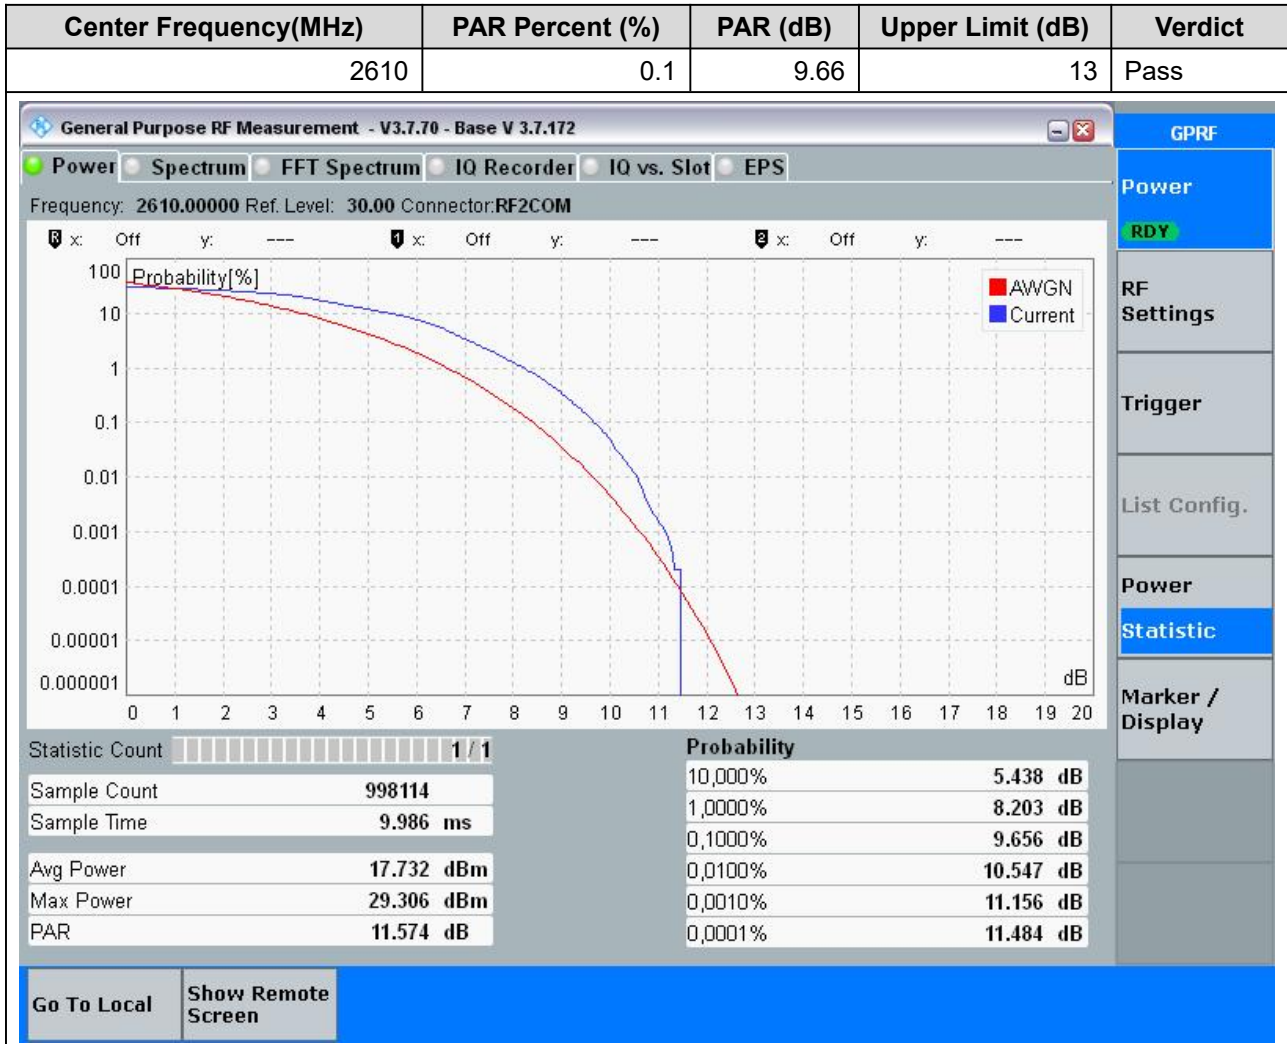 Center Frequency(MHz) PAR Percent (%) PAR (dB) Upper Limit (dB) Verdict
2610 0.1 9.66 13 Pass
General Purpose RF Measurement - V3.7.70 - Base V 3.7.172
GPRF
Power Spectrum FFT Spectrum IQ Recorder IQ vs. Slot EPS
Power
RDY
Frequency: 2610.00000 Ref. Level: 30.00 Connector:RF2COM
R x: Off y: --- 1 x: Off y: --- 2 x: Off y: ---
Probability[%]
AWGN
Current
100
10
1
0.1
0.01
0.001
0.0001
0.00001
0.000001
dB
0 1 2 3 4 5 6 7 8 9 10 11 12 13 14 15 16 17 18 19 20
RF
Settings
Trigger
List Config.
Power
Statistic
Marker /
Display
Statistic Count 1 / 1
Sample Count 998114
Sample Time 9.986 ms
Avg Power 17.732 dBm
Max Power 29.306 dBm
PAR 11.574 dB
Probability
10,000% 5.438 dB
1,0000% 8.203 dB
0,1000% 9.656 dB
0,0100% 10.547 dB
0,0010% 11.156 dB
0,0001% 11.484 dB
Go To Local
Show Remote
Screen